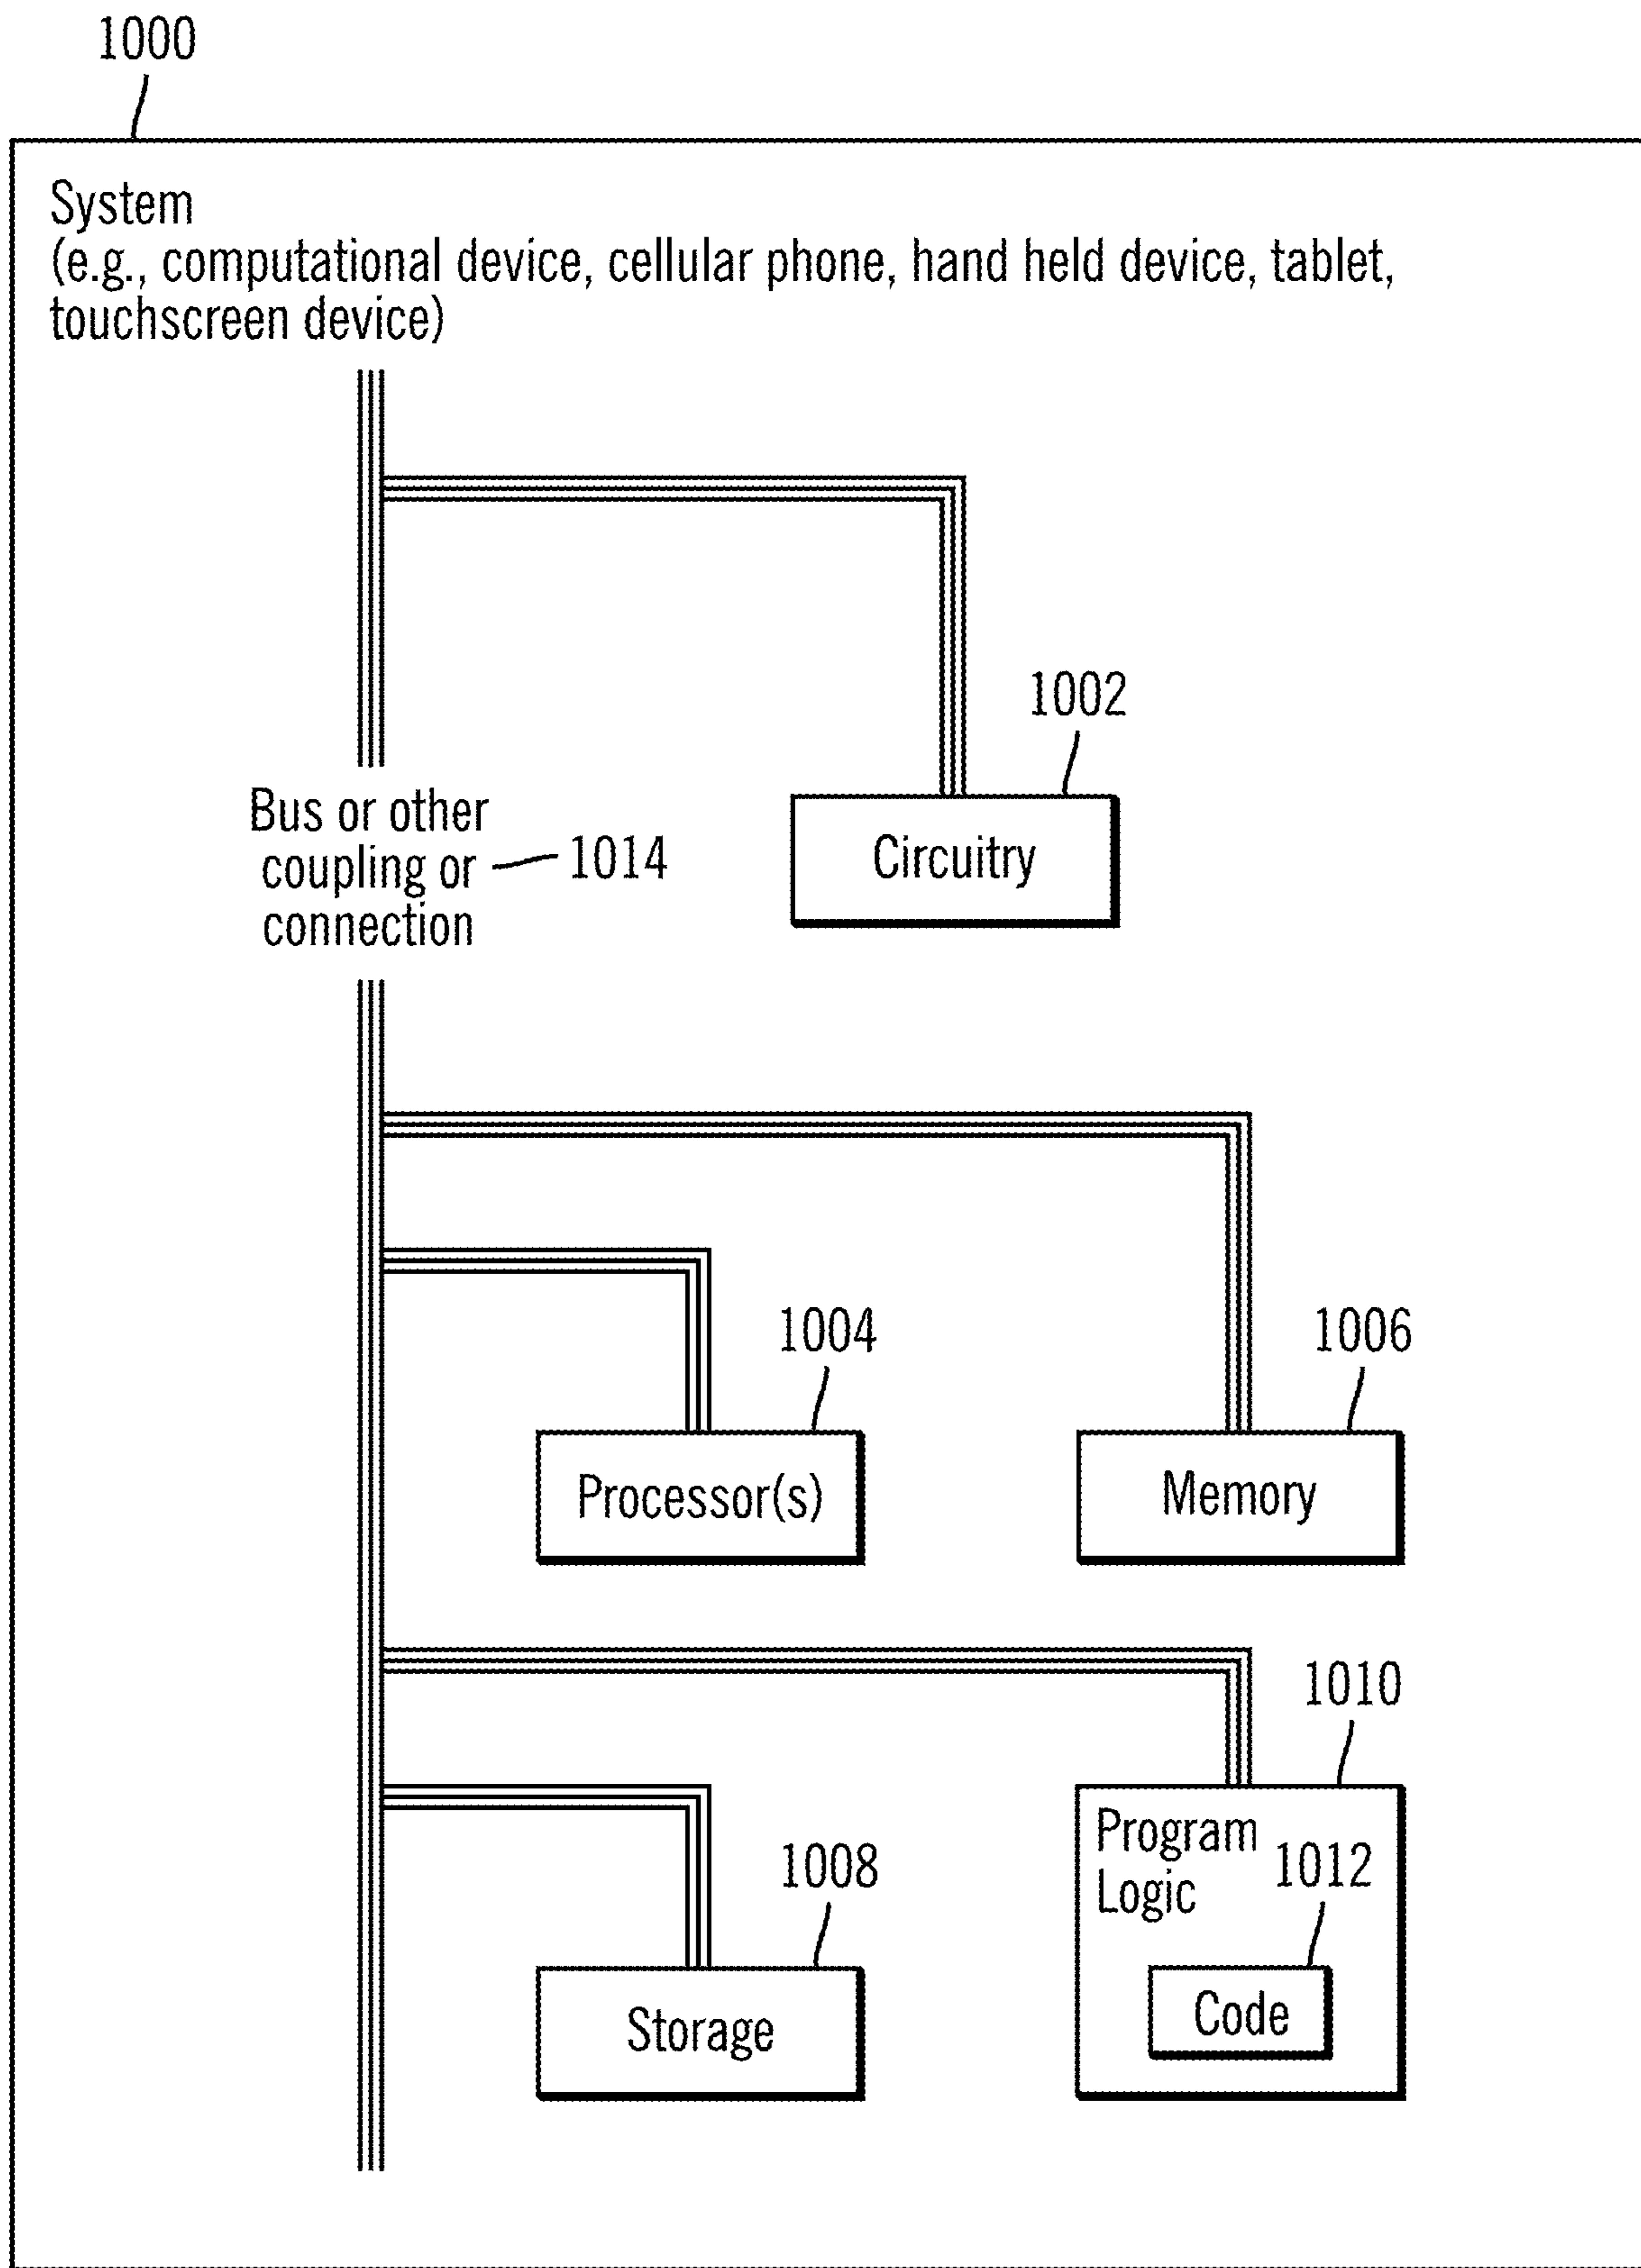 1000
System
(e.g., computational device, cellular phone, hand held device, tablet,
touchscreen device)
1002
Bus or other
coupling or
connection
1014
Circuitry
1004
1006
Processor(s)
Memory
1010
Program
Logic
1008
1012
Storage
Code